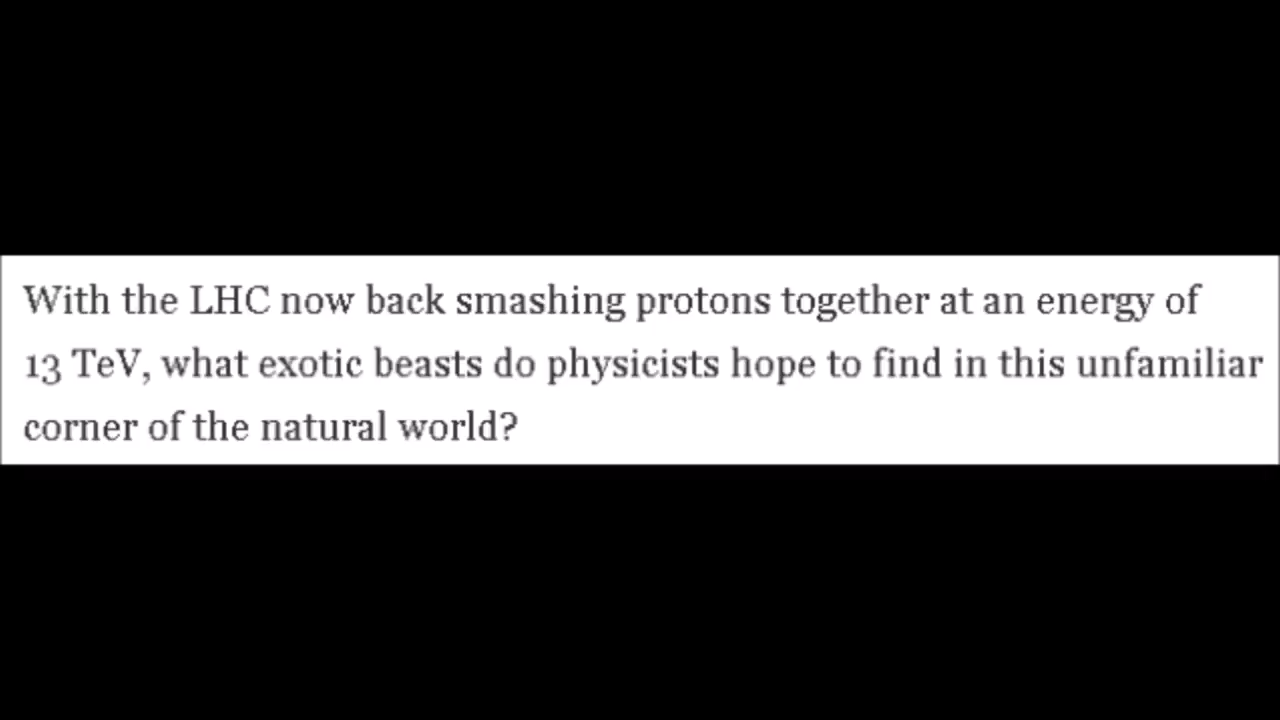 With the LHC now back smashing protons together at an energy of
13 TeV, what exotic beasts do physicists hope to find in this unfamiliar
corner of the natural world?